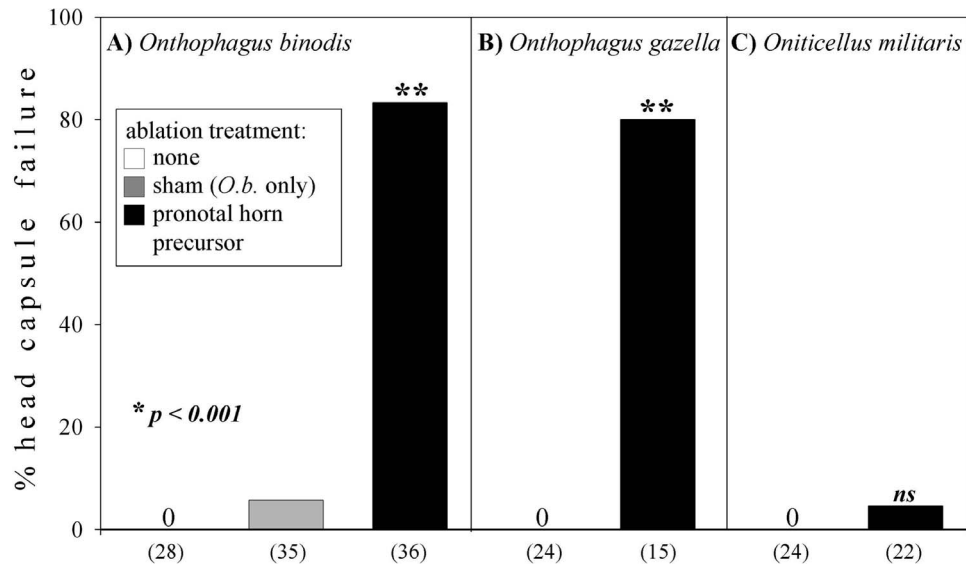 % head capsule failure
100
80
60
40
20
0
A) Onthophagus binodis
ablation treatment:
none
sham (O.b. only)
pronotal horn
precursor
* p < 0.001
0
**
(28)
(35)
(36)
B) Onthophagus gazella
0
**
(24)
(15)
C) Oniticellus militaris
0
ns
(24)
(22)